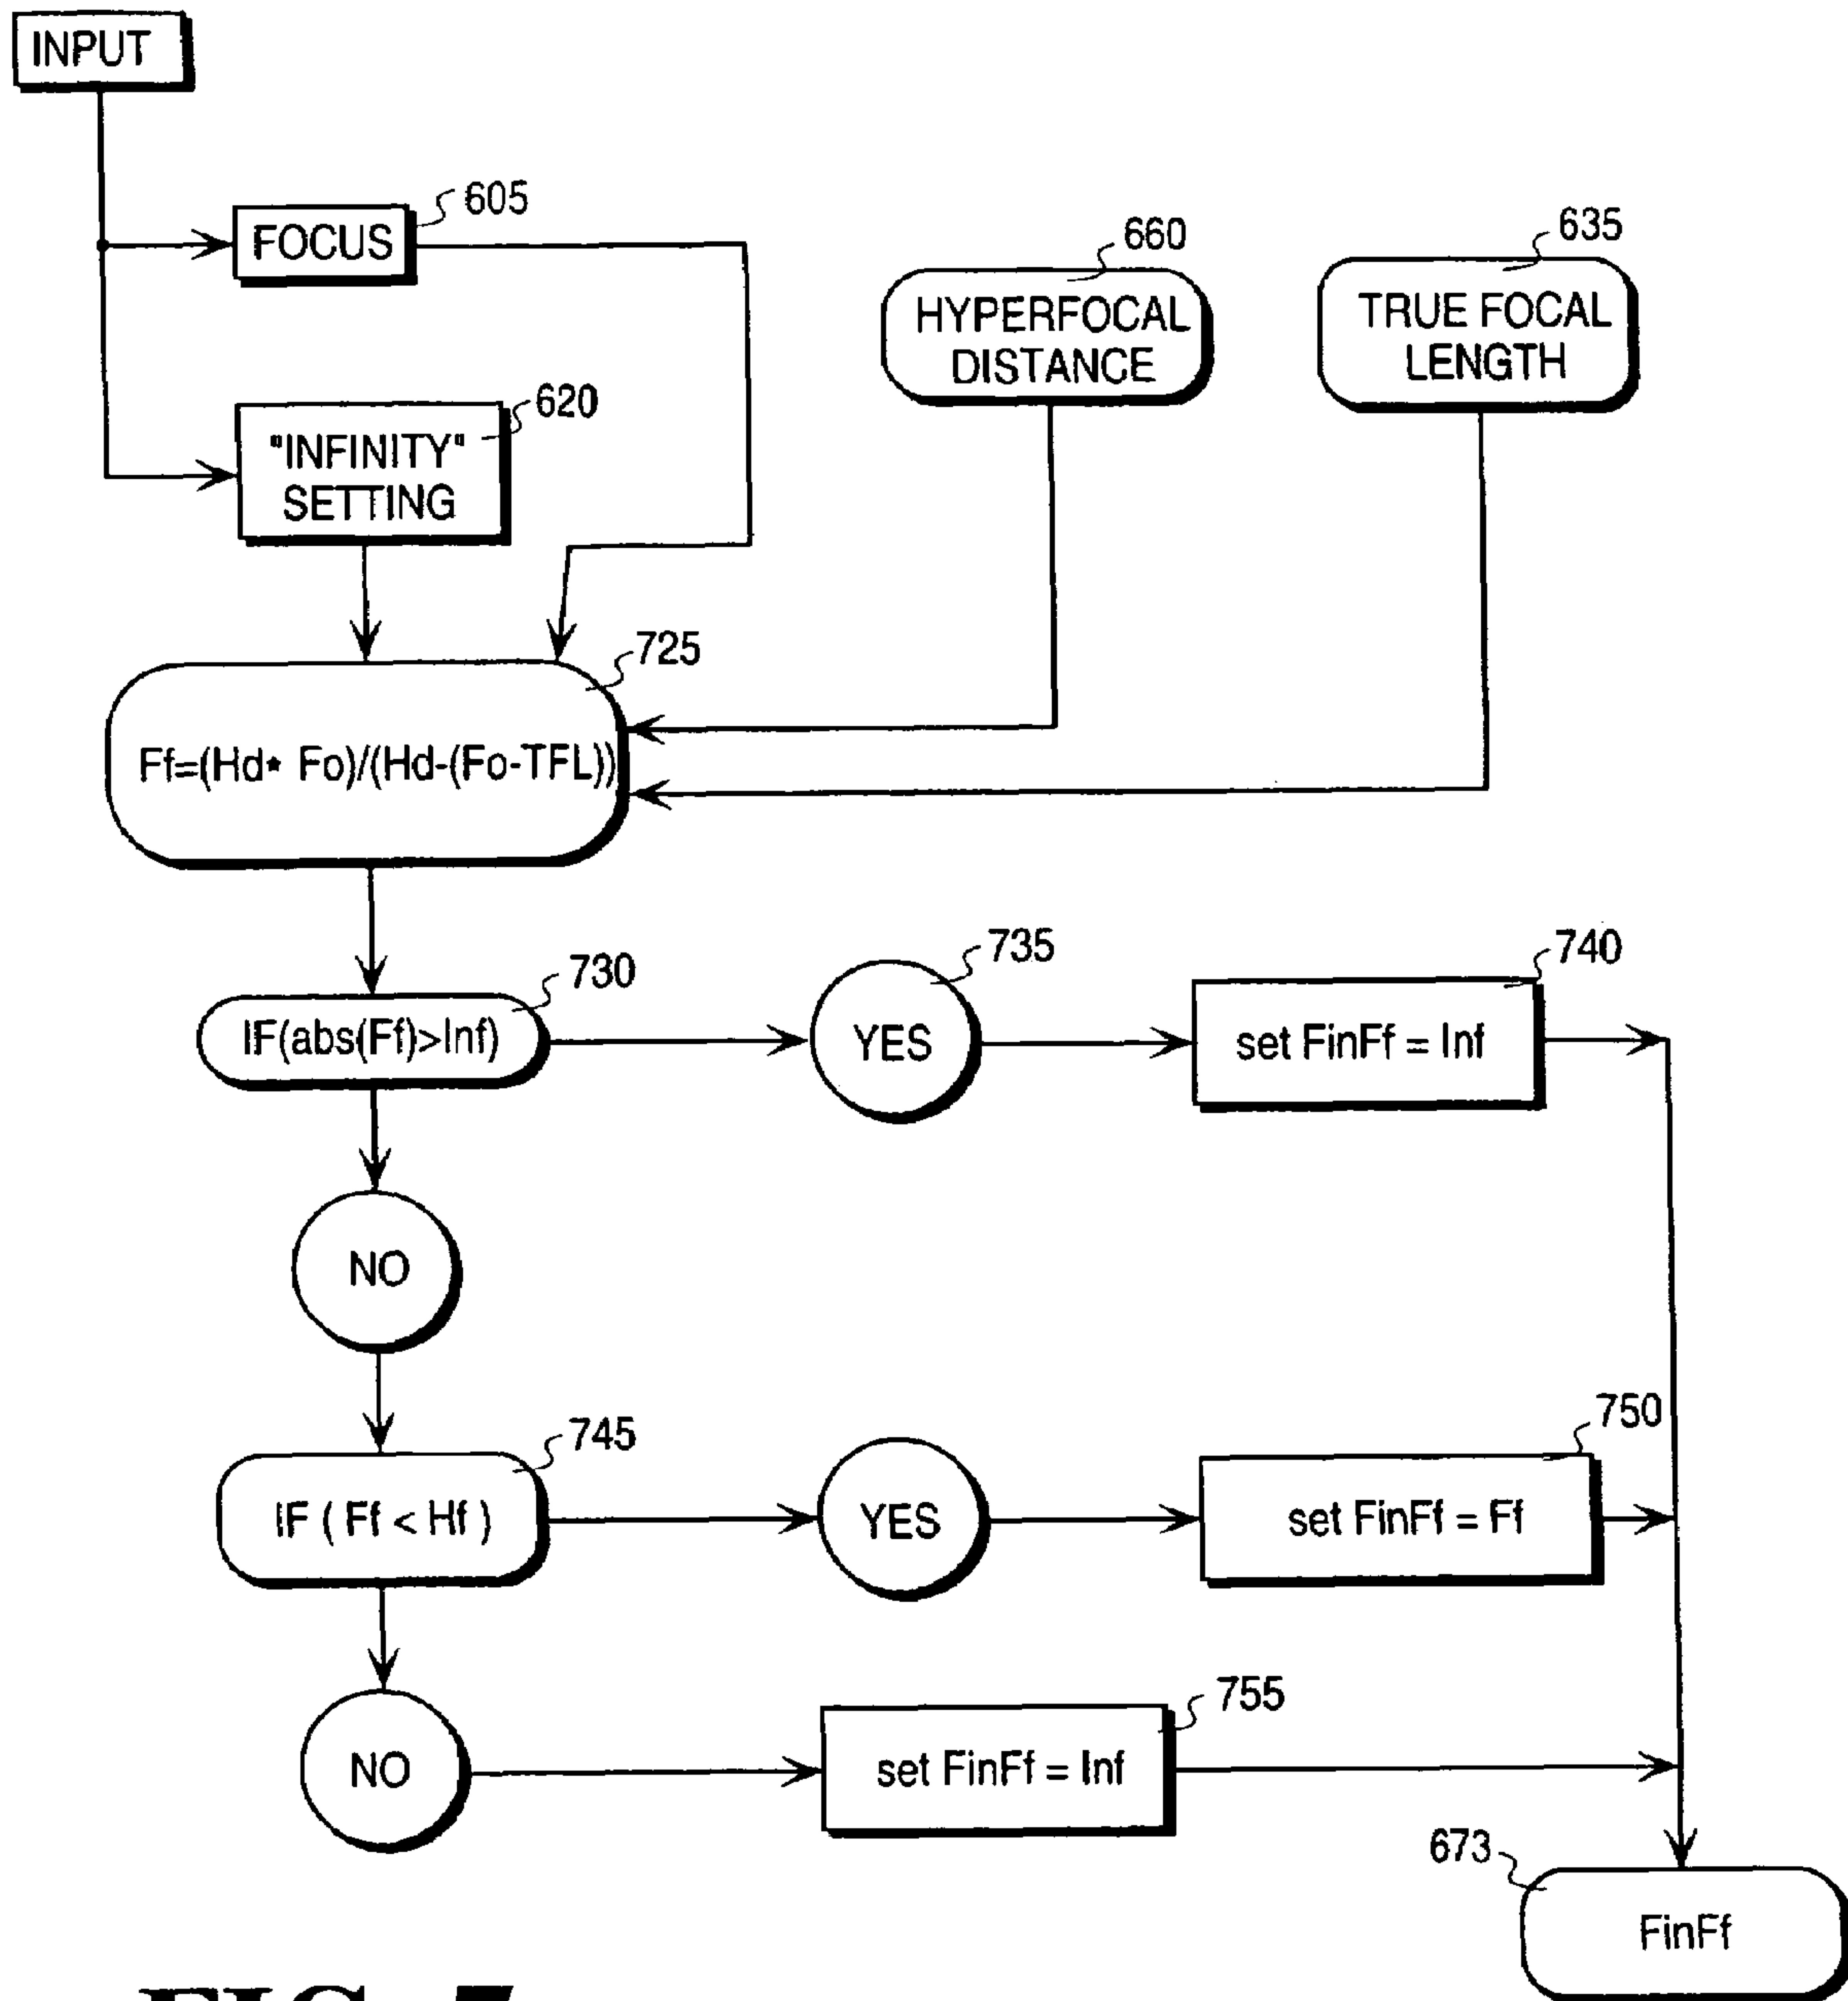 INPUT
605
FOCUS
660
HYPERFOCAL
DISTANCE
635
TRUE FOCAL
LENGTH
620
"INFINITY"
SETTING
725
Ff=(Hd* Fo)/(Hd-(Fo-TFL))
730
IF(abs(Ff)>Inf)
735
YES
740
set FinFf = Inf
NO
745
IF ( Ff < Hf )
YES
750
set FinFf = Ff
NO
755
set FinFf = Inf
673
FinFf
FIG. 7